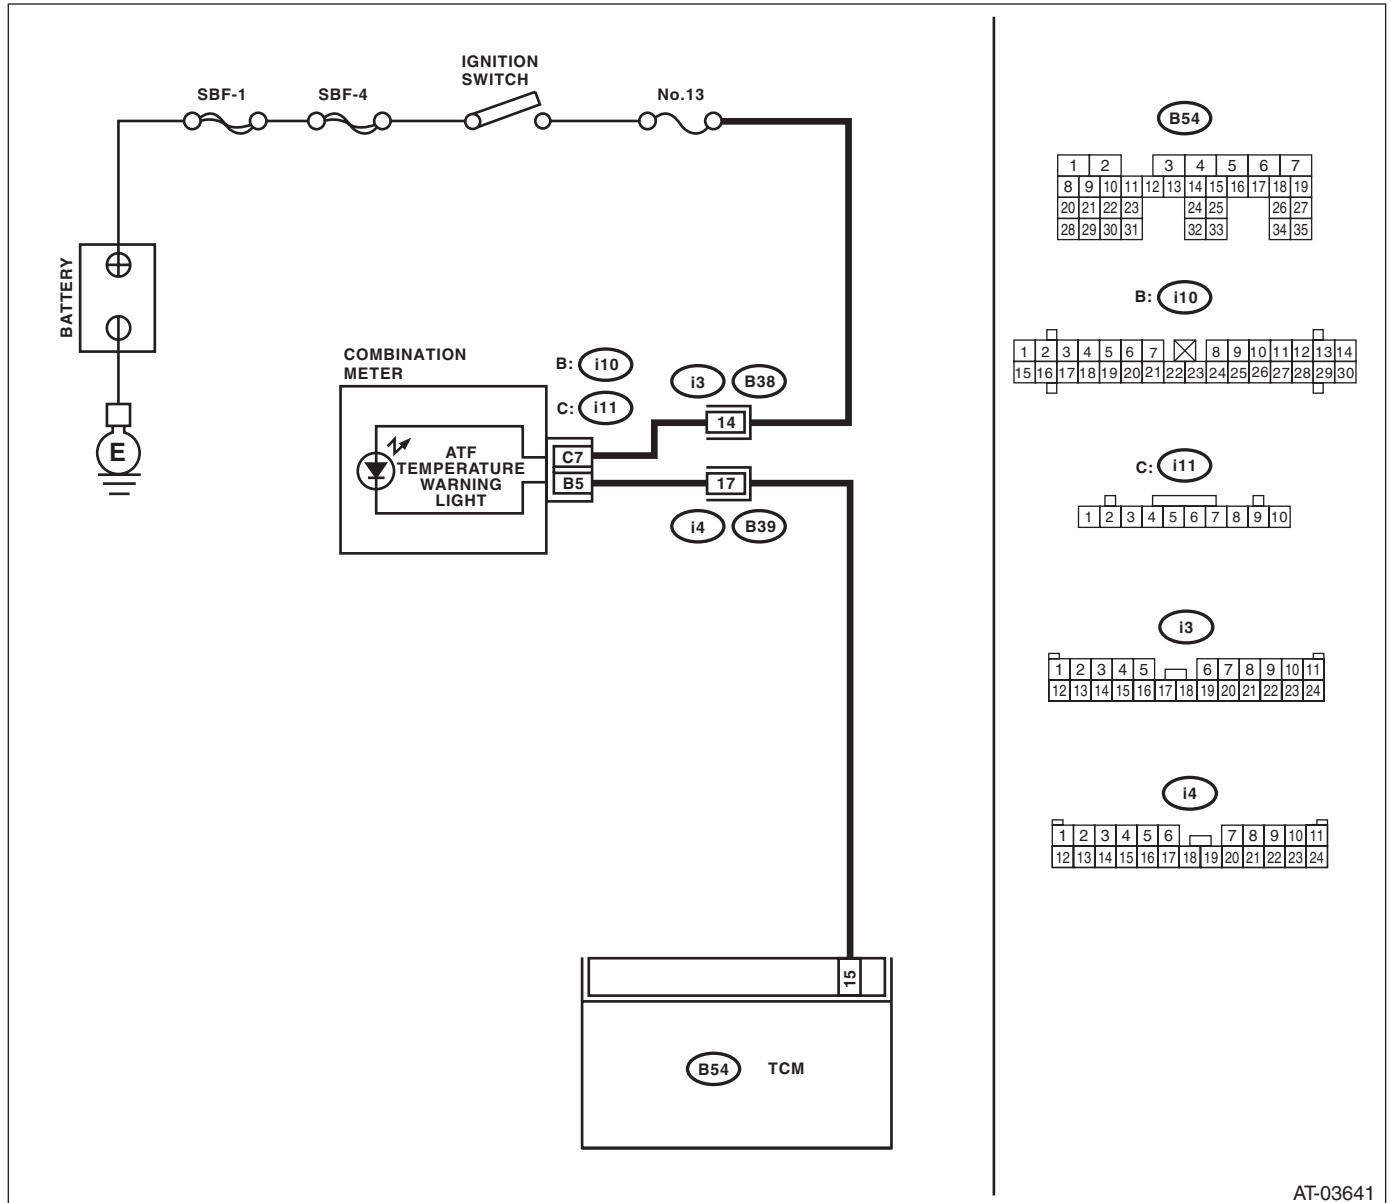 IGNITION
SWITCH
SBF-1 SBF-4 No.13
BATTERY
COMBINATION
METER
B: i10
C: i11
i3 B38
14
ATF
TEMPERATURE
WARNING
LIGHT
C7
B5
17
i4 B39
E
15
B54 TCM
B54
1 2 3 4 5 6 7
8 9 10 11 12 13 14 15 16 17 18 19
20 21 22 23 24 25 26 27
28 29 30 31 32 33 34 35
B: i10
1 2 3 4 5 6 7 8 9 10 11 12 13 14
15 16 17 18 19 20 21 22 23 24 25 26 27 28 29 30
C: i11
1 2 3 4 5 6 7 8 9 10
i3
1 2 3 4 5 6 7 8 9 10 11
12 13 14 15 16 17 18 19 20 21 22 23 24
i4
1 2 3 4 5 6 7 8 9 10 11
12 13 14 15 16 17 18 19 20 21 22 23 24
AT-03641